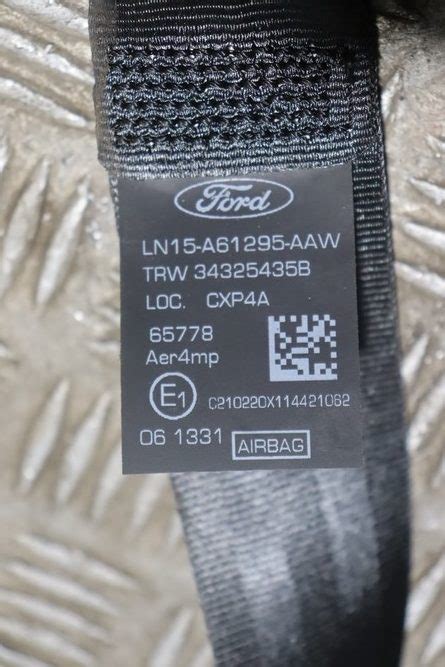 Ford
LN15-A61295-AAW
TRW 34325435B
LOC. CXP4A
65778
Aer4mp
E1
C210220X114421062
06 1331
AIRBAG